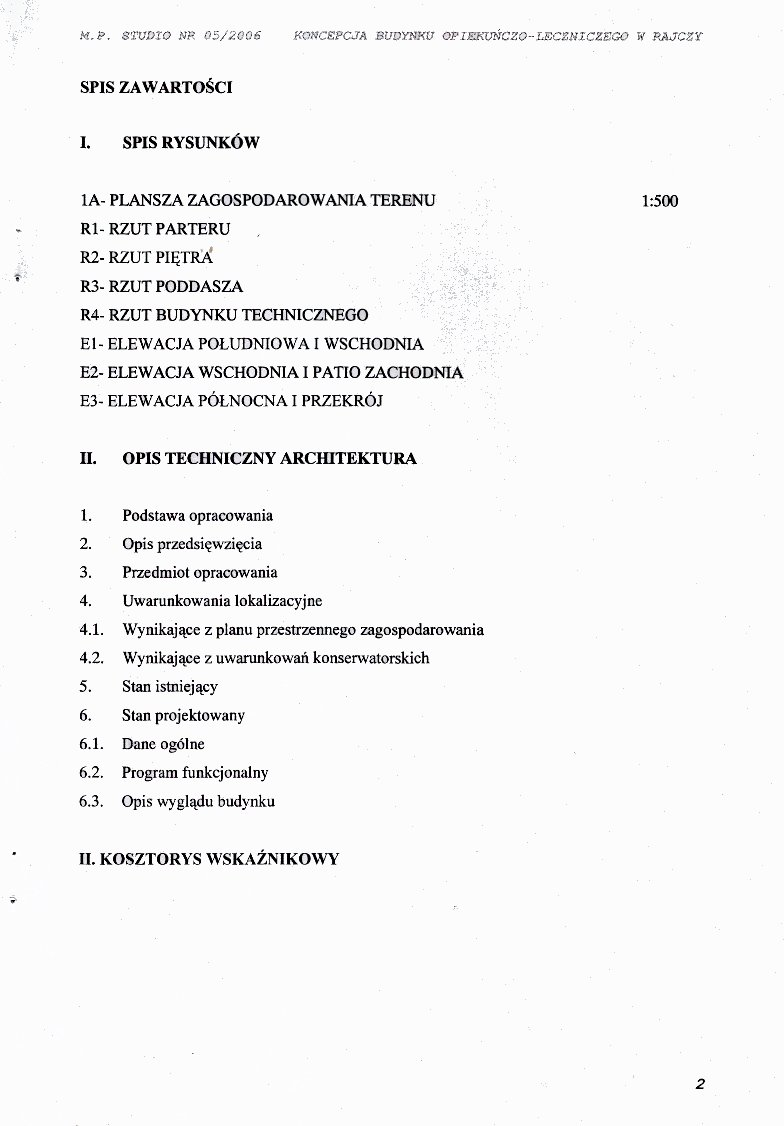 M.P. STUDIO NR 05/2006 KONCEPCJA BUDYNKU OPIEKUŃCZO-LECZNICZEGO W RAJCZY
SPIS ZAWARTOŚCI
I. SPIS RYSUNKÓW
1A- PLANSZA ZAGOSPODAROWANIA TERENU 1:500
R1- RZUT PARTERU
R2- RZUT PIĘTRA
R3- RZUT PODDASZA
R4- RZUT BUDYNKU TECHNICZNEGO
E1- ELEWACJA POŁUDNIOWA I WSCHODNIA
E2- ELEWACJA WSCHODNIA I PATIO ZACHODNIA
E3- ELEWACJA PÓŁNOCNA I PRZEKRÓJ
II. OPIS TECHNICZNY ARCHITEKTURA
1. Podstawa opracowania
2. Opis przedsięwzięcia
3. Przedmiot opracowania
4. Uwarunkowania lokalizacyjne
4.1. Wynikające z planu przestrzennego zagospodarowania
4.2. Wynikające z uwarunkowań konserwatorskich
5. Stan istniejący
6. Stan projektowany
6.1. Dane ogólne
6.2. Program funkcjonalny
6.3. Opis wyglądu budynku
II. KOSZTORYS WSKAŹNIKOWY
2